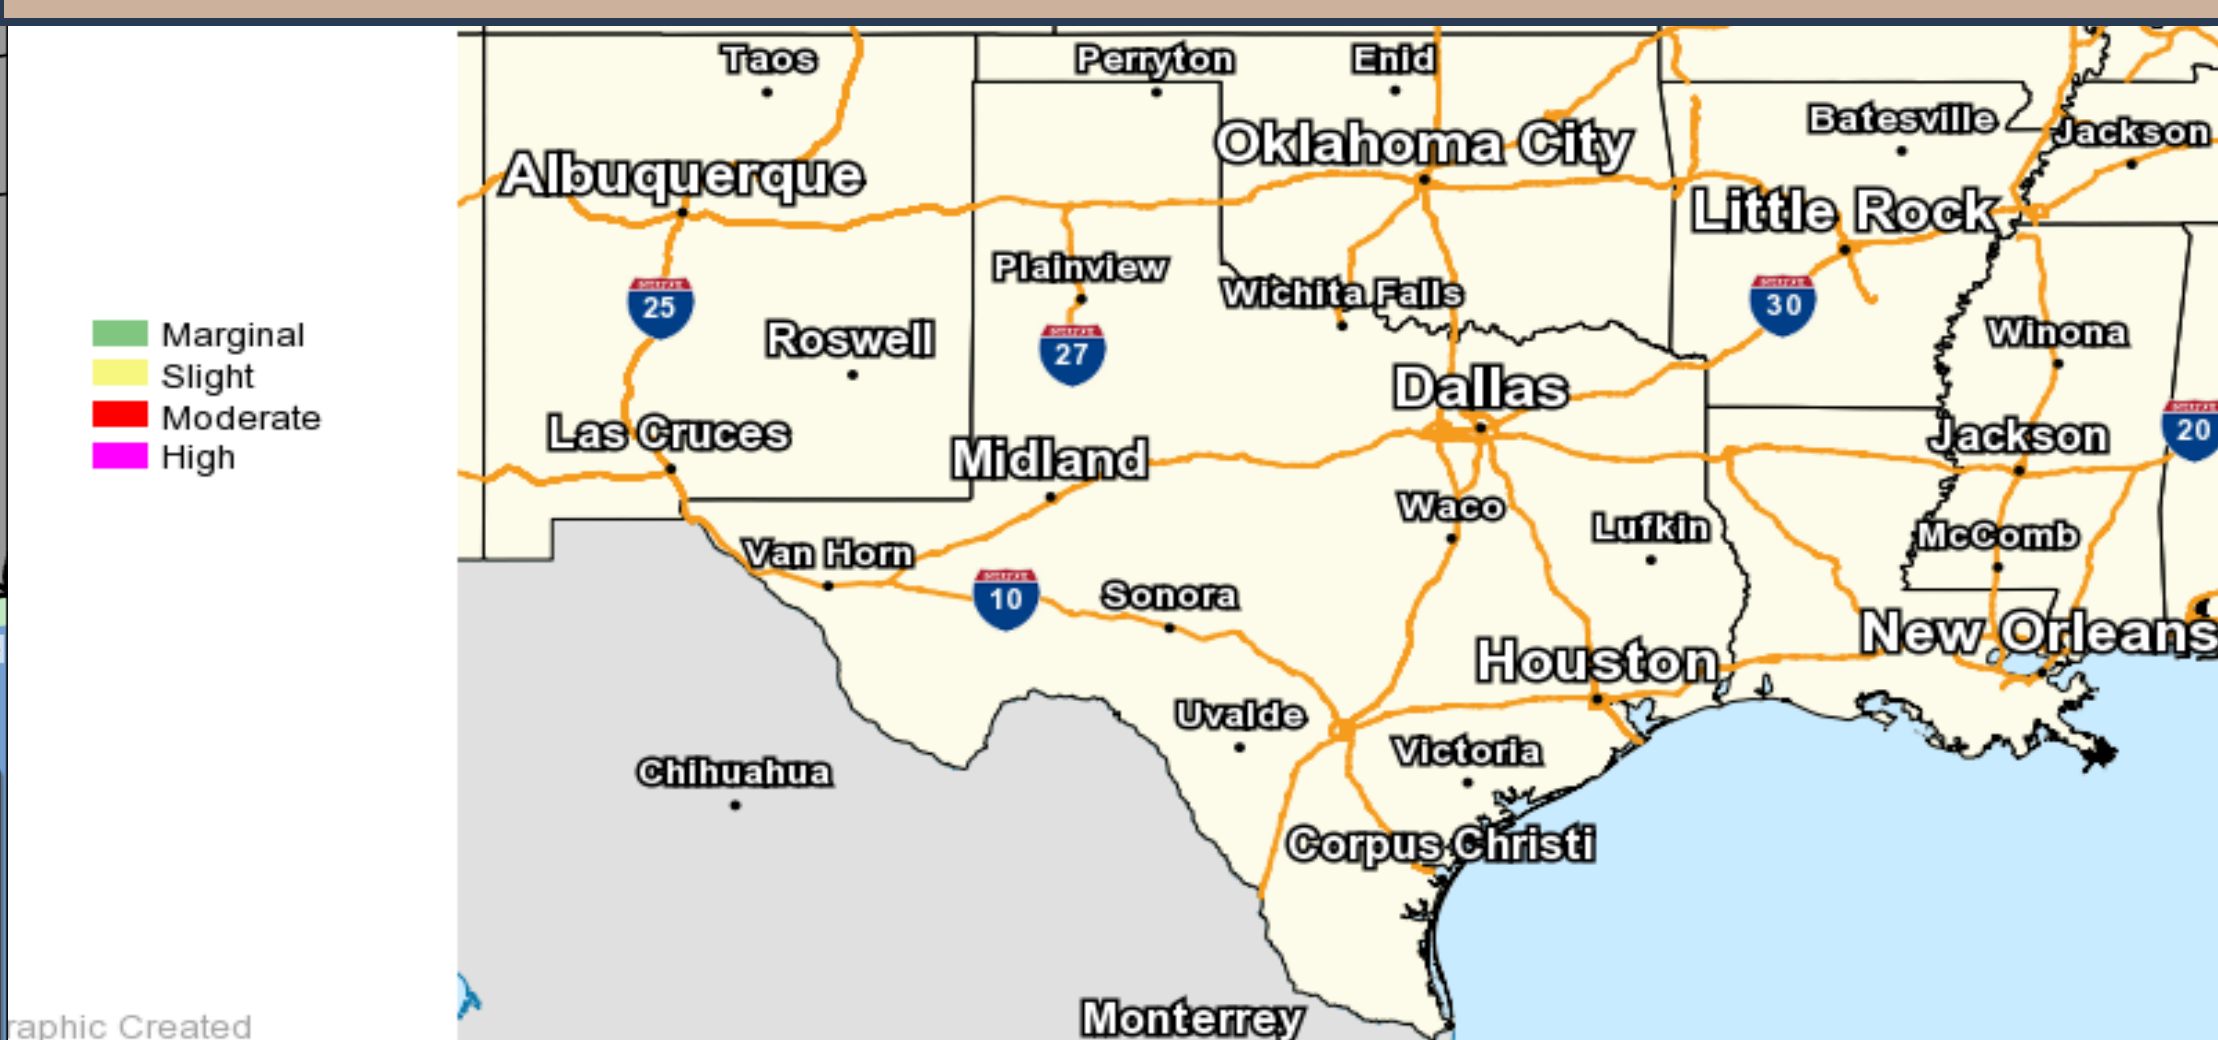 Marginal
Slight
Moderate
High
raphic Created
Taos
Perryton
Enid
Batesville
Jackson
Oklahoma City
Albuquerque
Little Rock
Plainview
Wichita Falls
25
30
Roswell
27
Winona
Dallas
Las Cruces
Midland
Jackson
20
Waco
Lufkin
McComb
Van Horn
10
Sonora
New Orleans
Houston
Uvalde
Victoria
Chihuahua
Corpus Christi
Monterrey